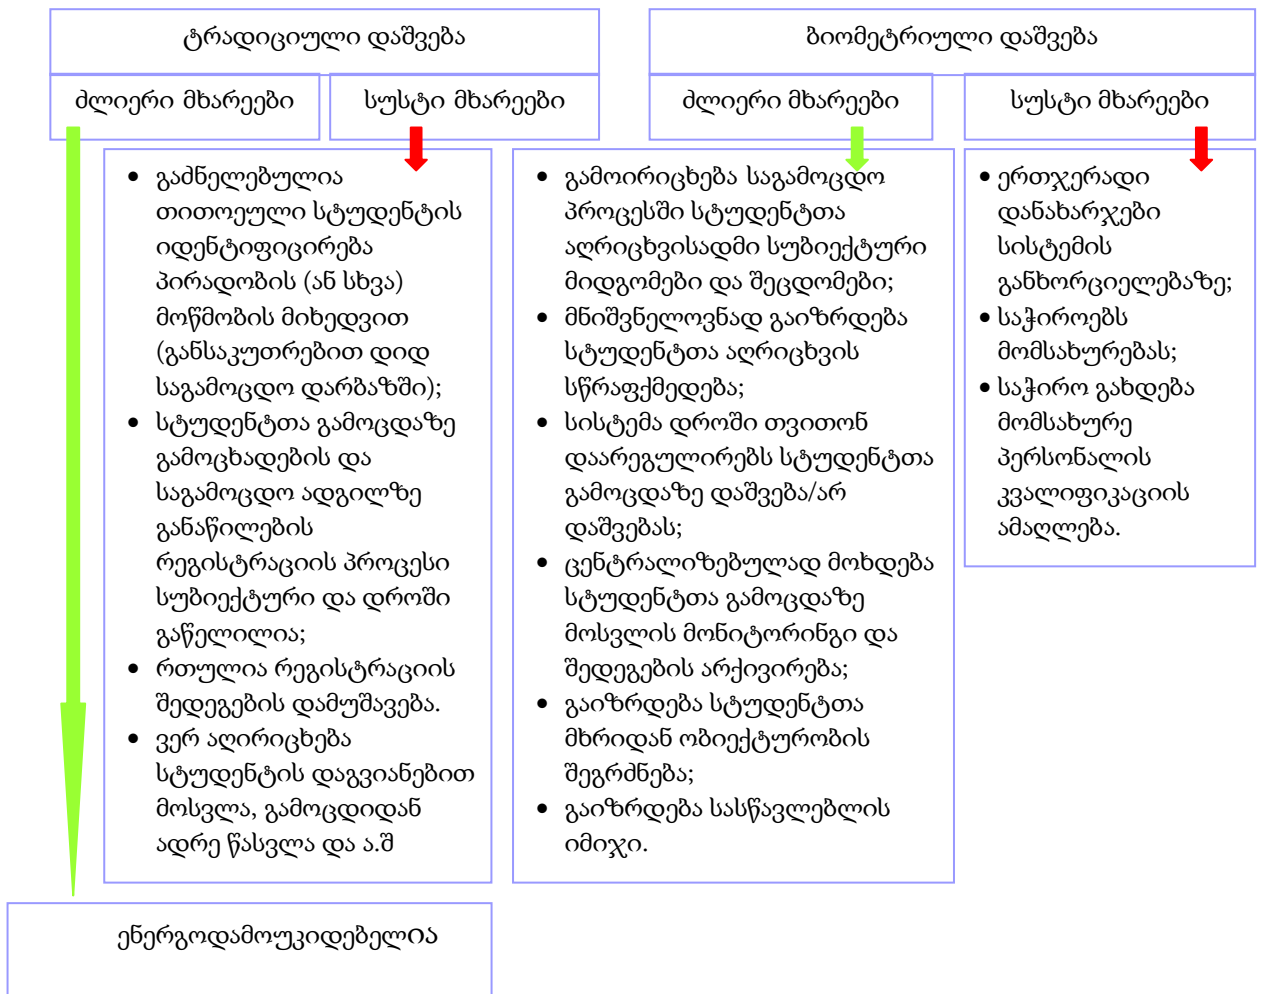 ტრადიციული დაშვება
ძლიერი მხარეები
სუსტი მხარეები
• გაძნელებულია
თითოეული სტუდენტის
იდენტიფიცირება
პირადობის (ან სხვა)
მოწმობის მიხედვით
(განსაკუთრებით დიდ
საგამოცდო დარბაზში);
• სტუდენტთა გამოცდაზე
გამოცხადების და
საგამოცდო ადგილზე
განაწილების
რეგისტრაციის პროცესი
სუბიექტური და დროში
გაწელილია;
• რთულია რეგისტრაციის
შედეგების დამუშავება.
• ვერ აღირიცხება
სტუდენტის დაგვიანებით
მოსვლა, გამოცდიდან
ადრე წასვლა და ა.შ
ენერგოდამოუკიდებელია
ბიომეტრიული დაშვება
ძლიერი მხარეები
სუსტი მხარეები
• გამოირიცხება საგამოცდო
პროცესში სტუდენტთა
აღრიცხვისადმი სუბიექტური
მიდგომები და შეცდომები;
• მნიშვნელოვნად გაიზრდება
სტუდენტთა აღრიცხვის
სწრაფქმედება;
• სისტემა დროში თვითონ
დაარეგულირებს სტუდენტთა
გამოცდაზე დაშვება/არ
დაშვებას;
• ცენტრალიზებულად მოხდება
სტუდენტთა გამოცდაზე
მოსვლის მონიტორინგი და
შედეგების არქივირება;
• გაიზრდება სტუდენტთა
მხრიდან ობიექტურობის
შეგრძნება;
• გაიზრდება სასწავლებლის
იმიჯი.
• ერთჯერადი
დანახარჯები
სისტემის
განხორციელებაზე;
• საჭიროებს
მომსახურებას;
• საჭირო გახდება
მომსახურე
პერსონალის
კვალიფიკაციის
ამაღლება.